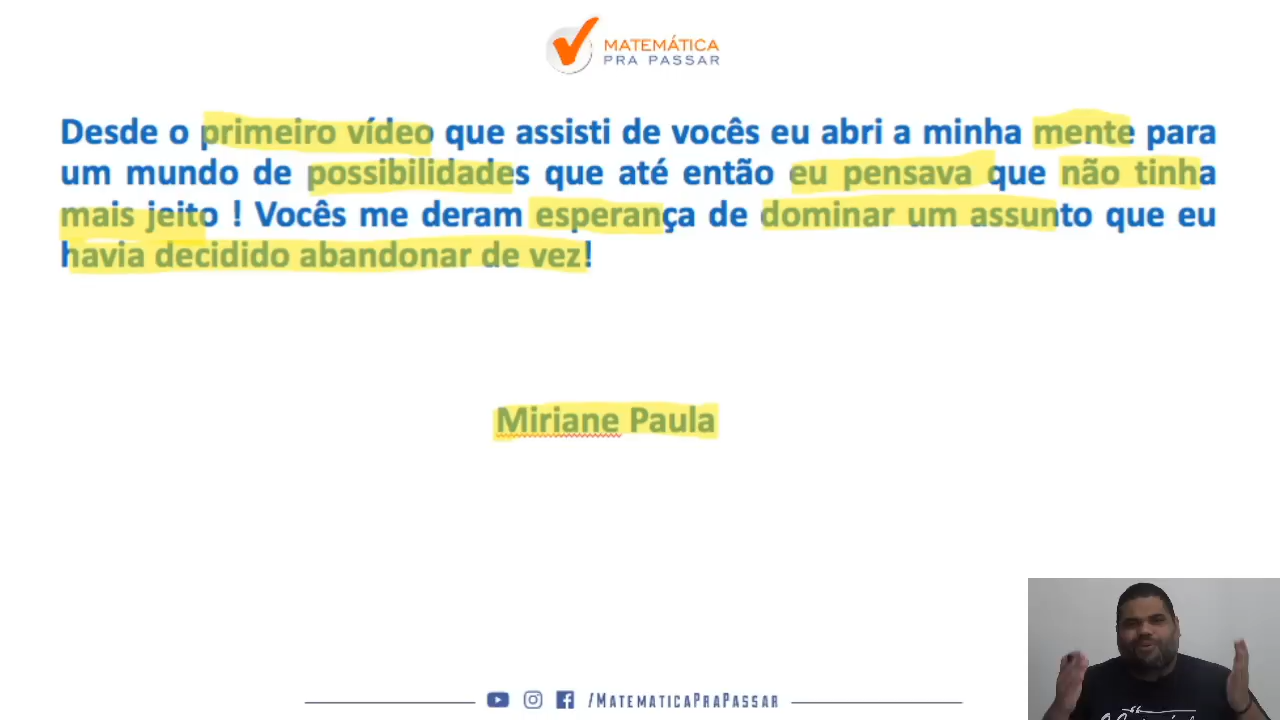 MATEMÁTICA
PRA PASSAR
Desde o primeiro vídeo que assisti de vocês eu abri a minha mente para
um mundo de possibilidades que até então eu pensava que não tinha
mais jeito ! Vocês me deram esperança de dominar um assunto que eu
havia decidido abandonar de vez!
Miriane Paula
/MatematicaPraPassar